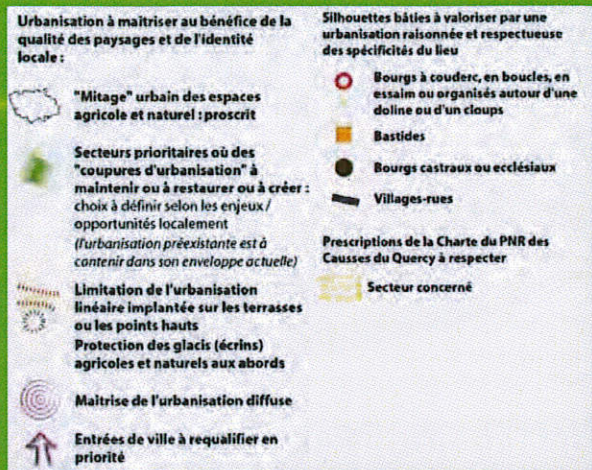 Urbanisation à maîtriser au bénéfice de la
qualité des paysages et de l'identité
locale :
"Mitage" urbain des espaces
agricole et naturel : proscrit
Secteurs prioritaires où des
"coupures d'urbanisation" à
maintenir ou à restaurer ou à créer :
choix à définir selon les enjeux /
opportunités localement
(l'urbanisation préexistante est à
contenir dans son enveloppe actuelle)
Limitation de l'urbanisation
linéaire implantée sur les terrasses
ou les points hauts
Protection des glacis (écrins)
agricoles et naturels aux abords
Maîtrise de l'urbanisation diffuse
Entrées de ville à requalifier en
priorité
Silhouettes bâties à valoriser par une
urbanisation raisonnée et respectueuse
des spécificités du lieu
Bourgs à couderc, en boucles, en
essaim ou organisés autour d'une
doline ou d'un cloups
Bastides
Bourgs castraux ou ecclésiaux
Villages-rues
Prescriptions de la Charte du PNR des
Causses du Quercy à respecter
Secteur concerné